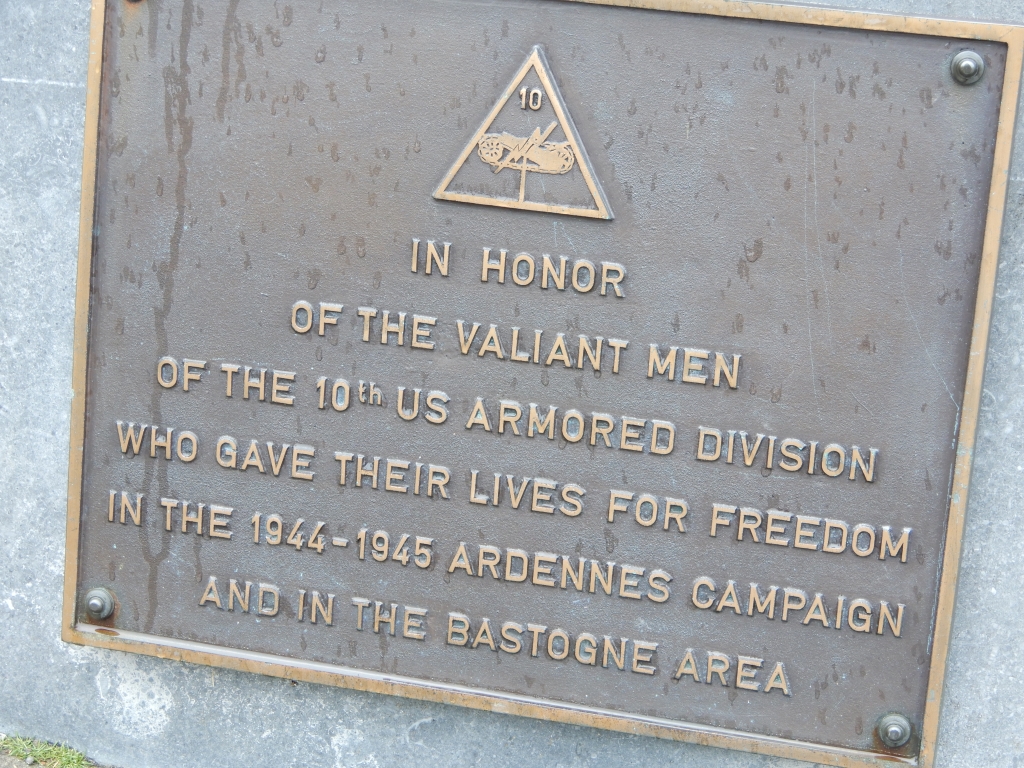 10
IN HONOR
OF THE VALIANT MEN
OF THE 10th US ARMORED DIVISION
WHO GAVE THEIR LIVES FOR FREEDOM
IN THE 1944-1945 ARDENNES CAMPAIGN
AND IN THE BASTOGNE AREA